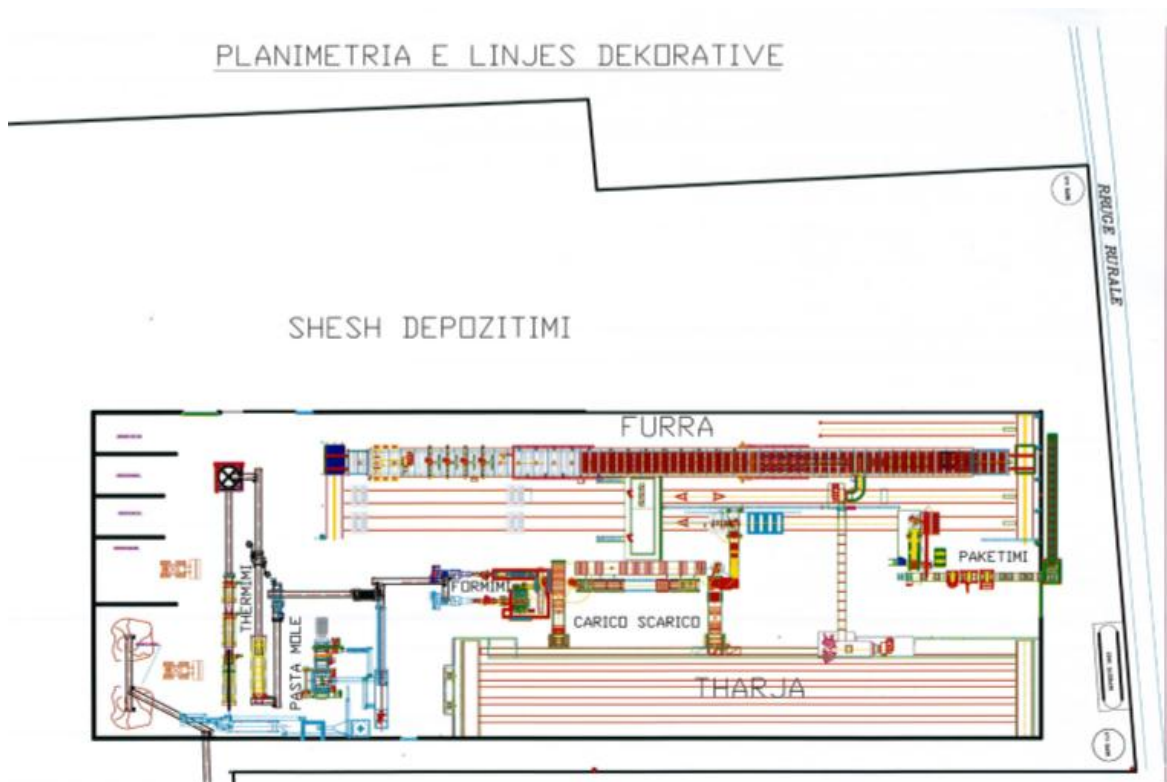 PLANIMETRIA E LINJES DEKORATIVE
RRUGE RURALE
SHESH DEPOZITIMI
FURRA
THERMIMI
PASTA MOLE
FORMIMI
CARICO SCARICO
PAKETIMI
THARJA